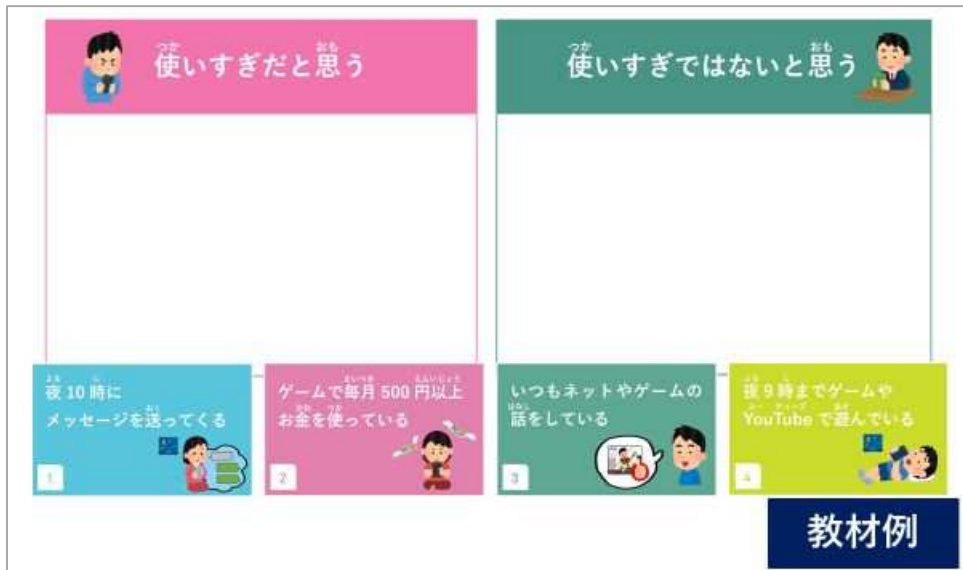 使いすぎだと思う
使いすぎではないと思う
夜10時に
メッセージを送ってくる
1
ゲームで毎月500円以上
お金を使っている
2
いつもネットやゲームの
話をしている
3
夜9時までゲームや
YouTubeで遊んでいる
4
教材例